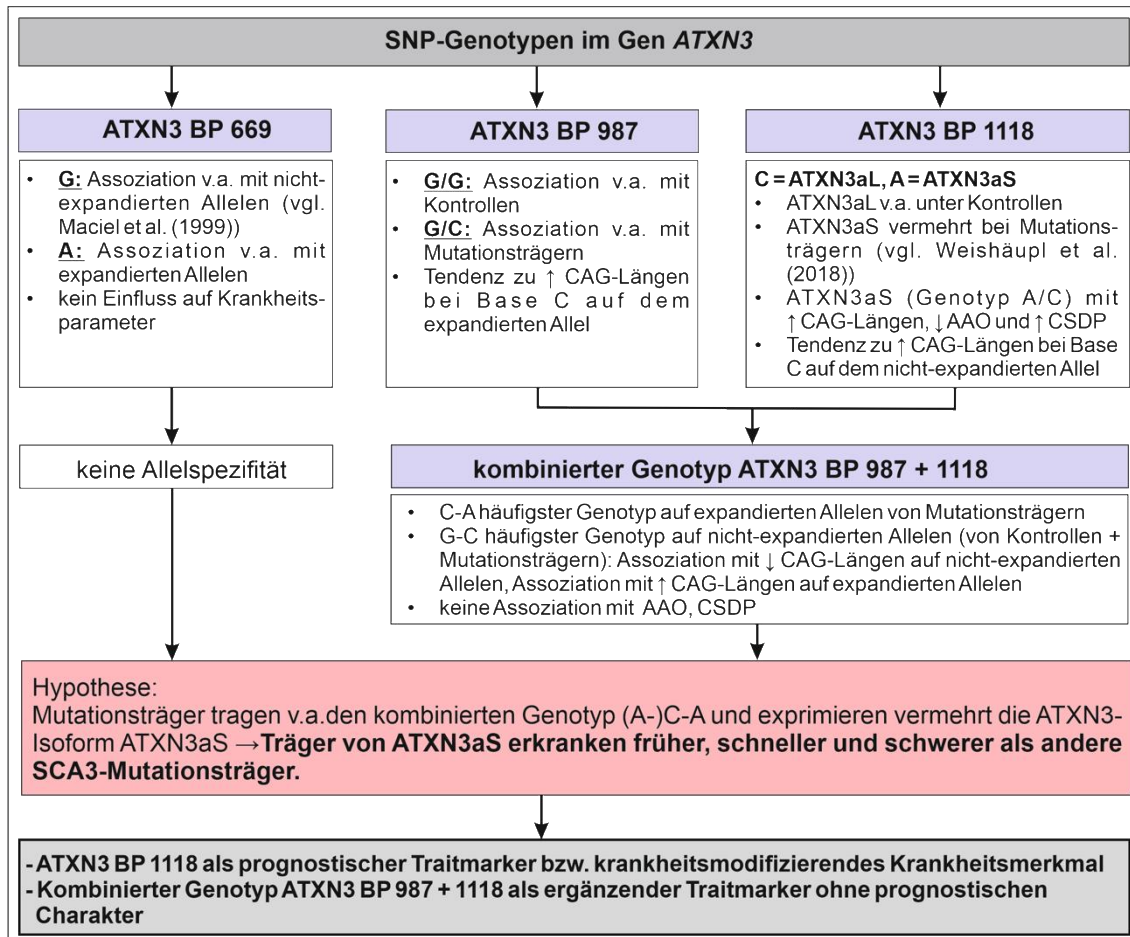 SNP-Genotypen im Gen ATXN3
ATXN3 BP 669
• G: Assoziation v.a. mit nicht-
expandierten Allelen (vgl.
Maciel et al. (1999))
• A: Assoziation v.a. mit
expandierten Allelen
• kein Einfluss auf Krankheits-
parameter
keine Allelspezifität
ATXN3 BP 987
• G/G: Assoziation v.a. mit
Kontrollen
• G/C: Assoziation v.a. mit
Mutationsträgern
• Tendenz zu ↑ CAG-Längen
bei Base C auf dem
expandierten Allel
ATXN3 BP 1118
C = ATXN3aL, A = ATXN3aS
• ATXN3aL v.a. unter Kontrollen
• ATXN3aS vermehrt bei Mutations-
trägern (vgl. Weishäupl et al.
(2018))
• ATXN3aS (Genotyp A/C) mit
↑ CAG-Längen, ↓ AAO und ↑ CSDP
• Tendenz zu ↑ CAG-Längen bei Base
C auf dem nicht-expandierten Allel
kombinierter Genotyp ATXN3 BP 987 + 1118
• C-A häufigster Genotyp auf expandierten Allelen von Mutationsträgern
• G-C häufigster Genotyp auf nicht-expandierten Allelen (von Kontrollen +
Mutationsträgern): Assoziation mit ↓ CAG-Längen auf nicht-expandierten
Allelen, Assoziation mit ↑ CAG-Längen auf expandierten Allelen
• keine Assoziation mit AAO, CSDP
Hypothese:
Mutationsträger tragen v.a.den kombinierten Genotyp (A-)C-A und exprimieren vermehrt die ATXN3-
Isoform ATXN3aS → Träger von ATXN3aS erkranken früher, schneller und schwerer als andere
SCA3-Mutationsträger.
- ATXN3 BP 1118 als prognostischer Traitmarker bzw. krankheitsmodifizierendes Krankheitsmerkmal
- Kombinierter Genotyp ATXN3 BP 987 + 1118 als ergänzender Traitmarker ohne prognostischen
Charakter